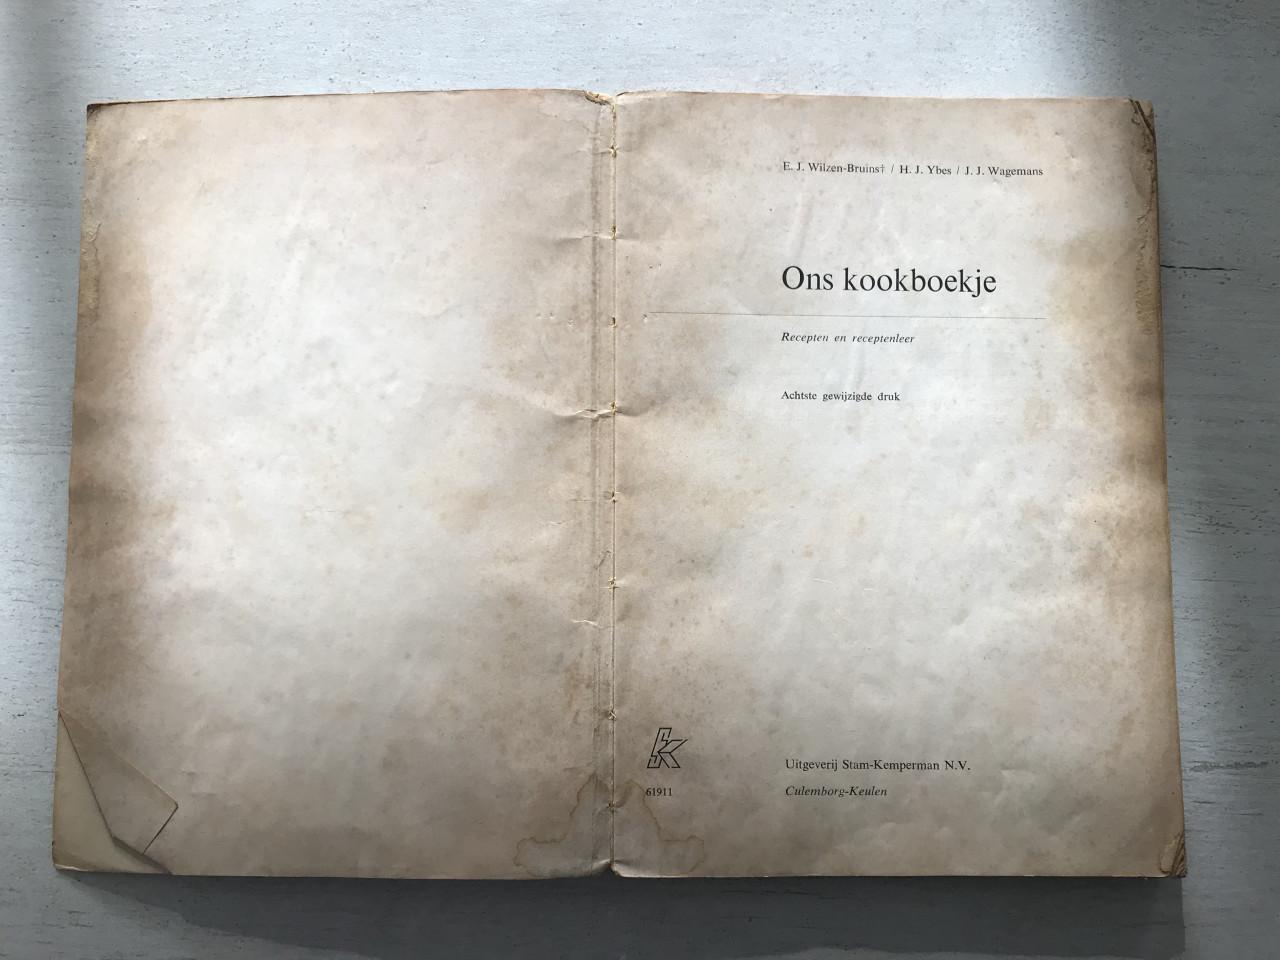 E. J. Wilzen-Bruins† / H. J. Ybes / J. J. Wagemans
Ons kookboekje
Recepten en receptenleer
Achtste gewijzigde druk
61911
Uitgeverij Stam-Kemperman N.V.
Culemborg-Keulen